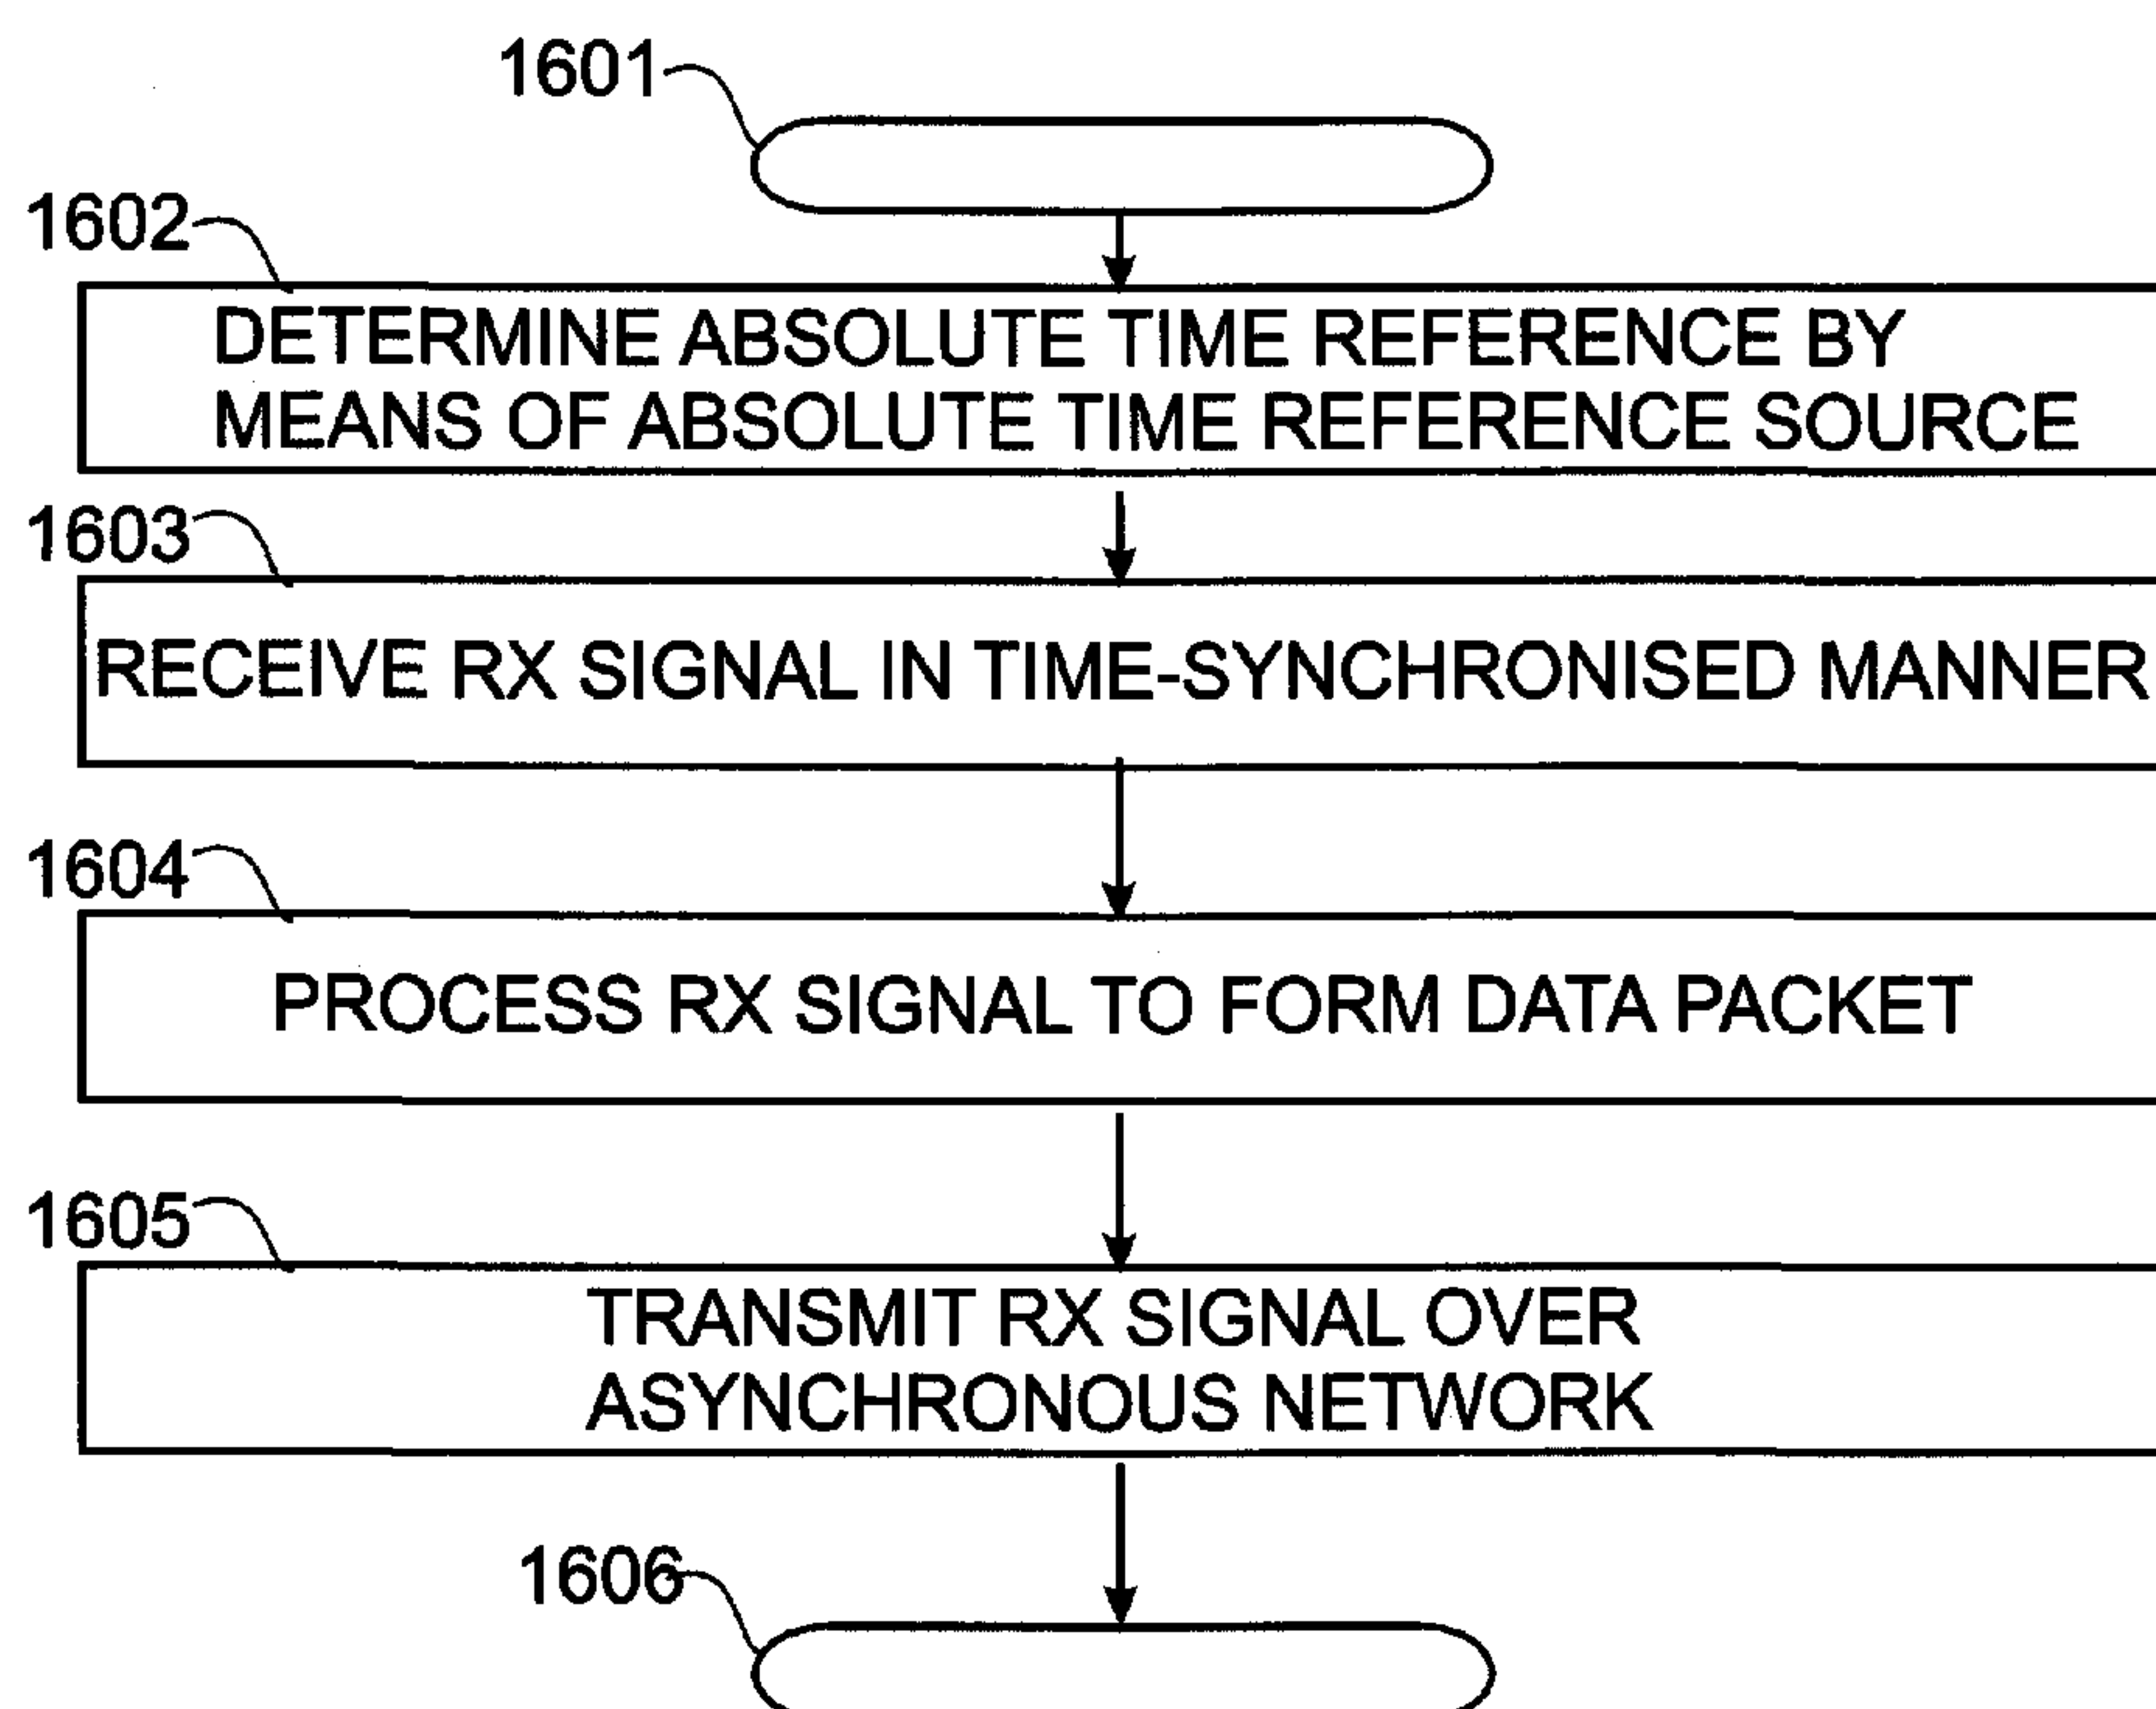 1601
1602
DETERMINE ABSOLUTE TIME REFERENCE BY
MEANS OF ABSOLUTE TIME REFERENCE SOURCE
1603
RECEIVE RX SIGNAL IN TIME-SYNCHRONISED MANNER
1604
PROCESS RX SIGNAL TO FORM DATA PACKET
1605
TRANSMIT RX SIGNAL OVER
ASYNCHRONOUS NETWORK
1606